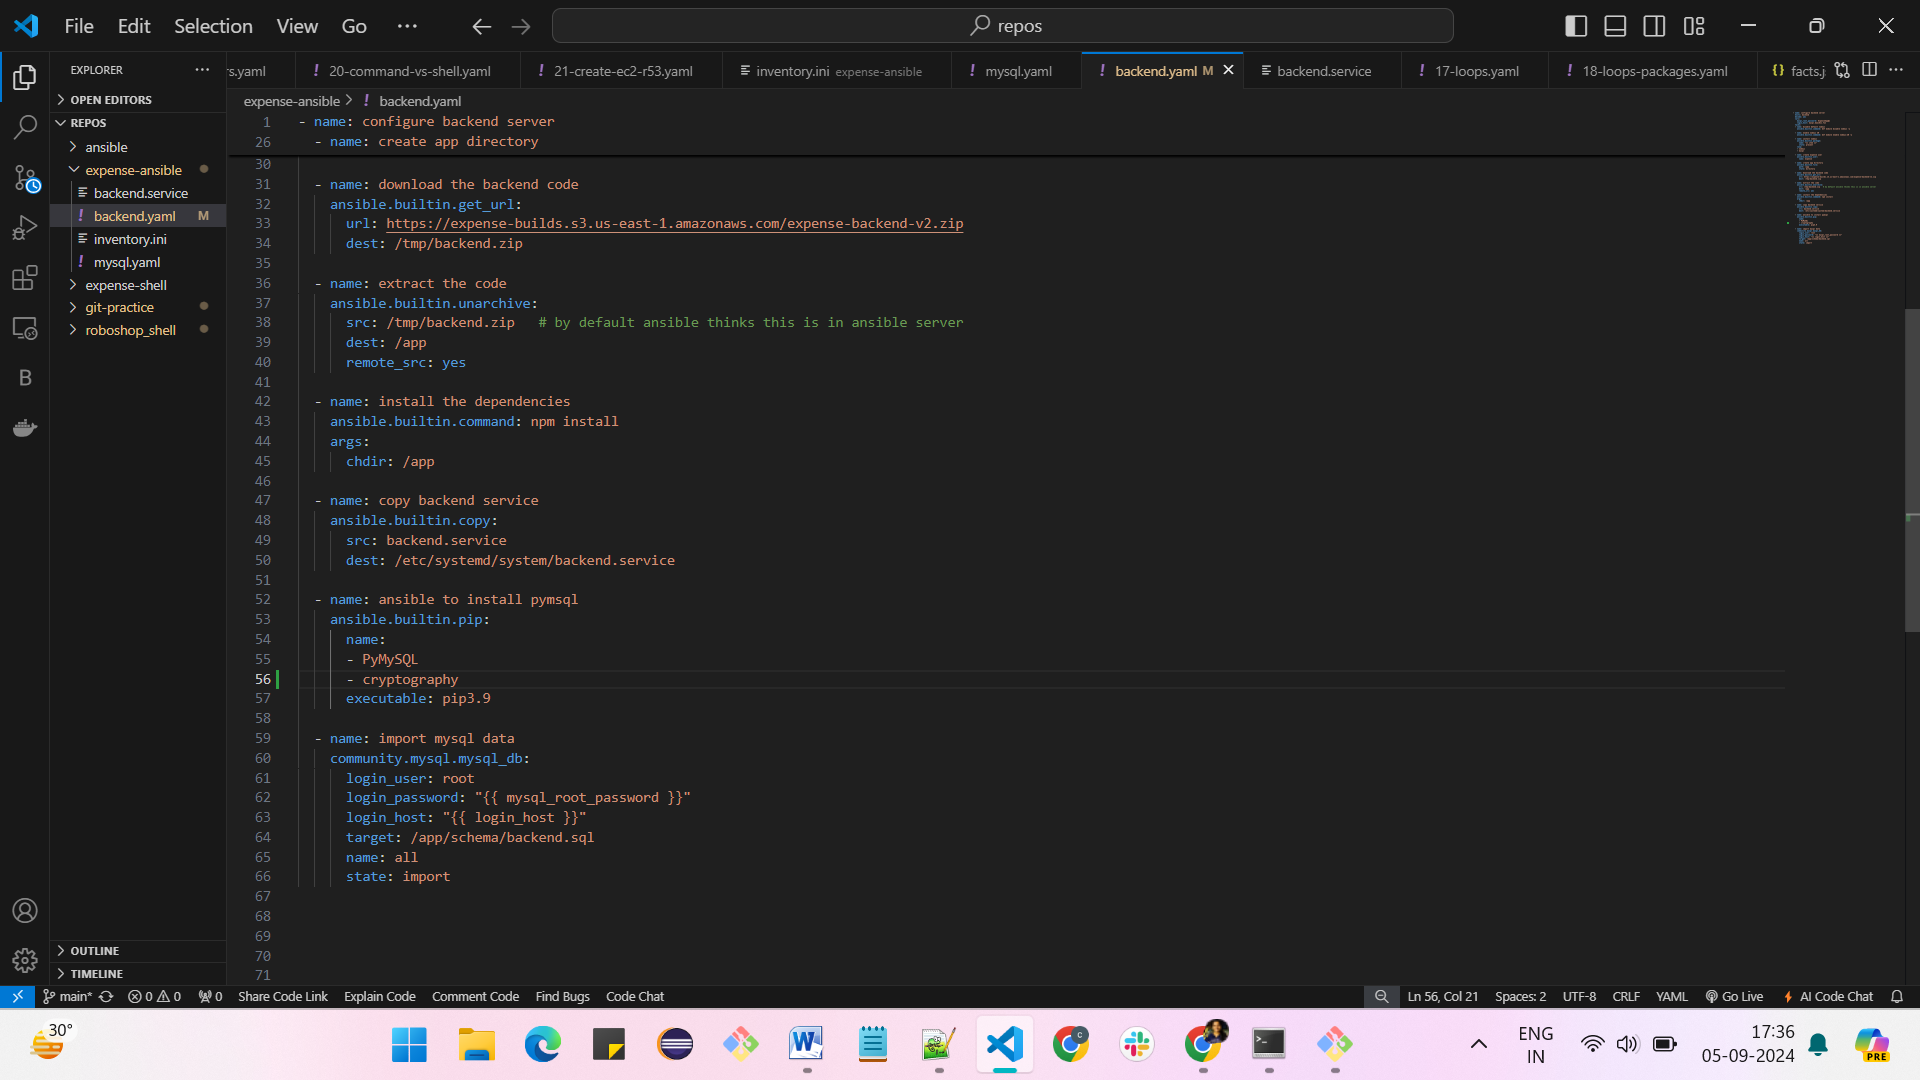 File Edit Selection View Go ··· repos
EXPLORER ···
s.yaml ! 20-command-vs-shell.yaml ! 21-create-ec2-r53.yaml inventory.ini expense-ansible ! mysql.yaml ! backend.yaml M backend.service ! 17-loops.yaml ! 18-loops-packages.yaml {} facts.j ···
OPEN EDITORS
REPOS
ansible
expense-ansible
backend.service
! backend.yaml M
inventory.ini
! mysql.yaml
expense-shell
git-practice
roboshop_shell
OUTLINE
TIMELINE
expense-ansible > ! backend.yaml
1 - name: configure backend server
26 - name: create app directory
30
31 - name: download the backend code
32 ansible.builtin.get_url:
33 url: https://expense-builds.s3.us-east-1.amazonaws.com/expense-backend-v2.zip
34 dest: /tmp/backend.zip
35
36 - name: extract the code
37 ansible.builtin.unarchive:
38 src: /tmp/backend.zip # by default ansible thinks this is in ansible server
39 dest: /app
40 remote_src: yes
41
42 - name: install the dependencies
43 ansible.builtin.command: npm install
44 args:
45 chdir: /app
46
47 - name: copy backend service
48 ansible.builtin.copy:
49 src: backend.service
50 dest: /etc/systemd/system/backend.service
51
52 - name: ansible to install pymsql
53 ansible.builtin.pip:
54 name:
55 - PyMySQL
56 - cryptography
57 executable: pip3.9
58
59 - name: import mysql data
60 community.mysql.mysql_db:
61 login_user: root
62 login_password: "{{ mysql_root_password }}"
63 login_host: "{{ login_host }}"
64 target: /app/schema/backend.sql
65 name: all
66 state: import
67
68
69
70
71
main* 0 0 0 Share Code Link Explain Code Comment Code Find Bugs Code Chat Ln 56, Col 21 Spaces: 2 UTF-8 CRLF YAML Go Live AI Code Chat
30° ENG 17:36
IN 05-09-2024 PRE